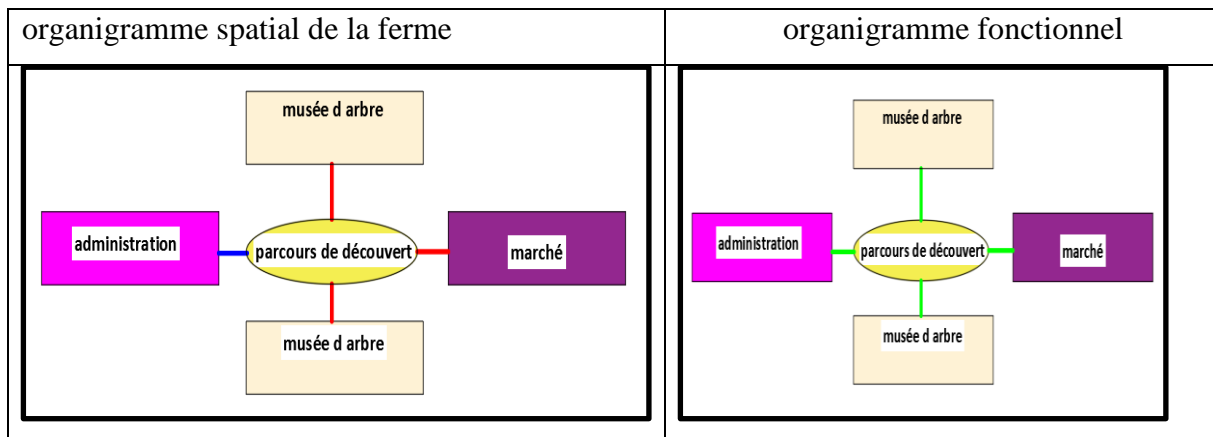 organigramme spatial de la ferme
organigramme fonctionnel
musée d arbre
administration
parcours de découvert
marché
musée d arbre
musée d arbre
administration
parcours de découvert
marché
musée d arbre